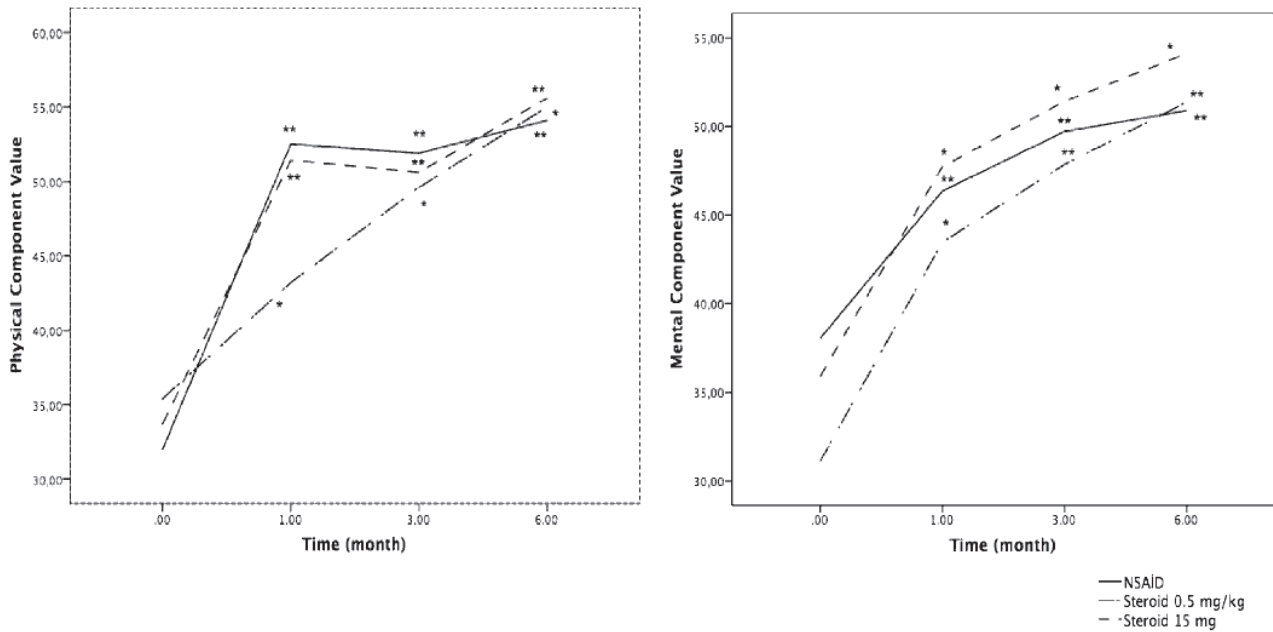 60,00
55,00
50,00
45,00
40,00
35,00
30,00
Physical Component Value
** ** ** * **
** ** * *
.00 1.00 3.00 6.00
Time (month)
55,00
50,00
45,00
40,00
35,00
30,00
Mental Component Value
* * *
** ** ** **
* **
.00 1.00 3.00 6.00
Time (month)
NSAİD
Steroid 0.5 mg/kg
Steroid 15 mg